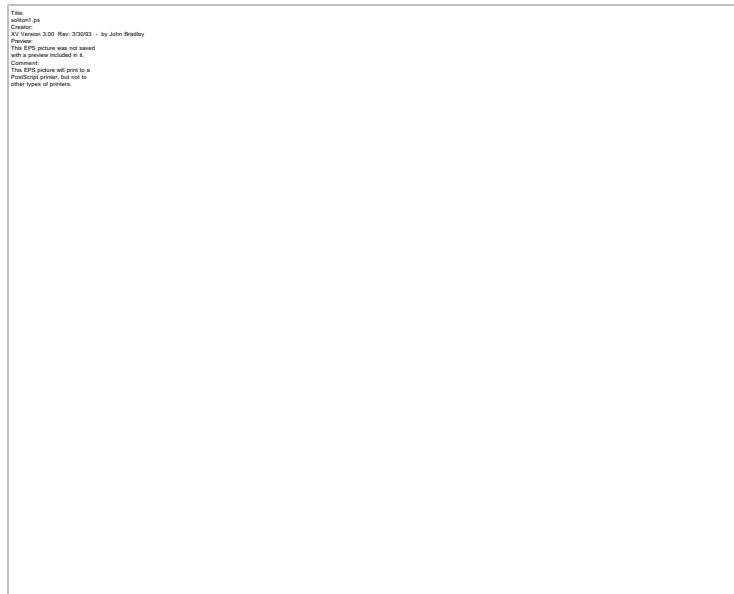 Title:
soliton1.ps
Creator:
XV Version 3.00 Rev: 3/30/93 - by John Bradley
Preview:
This EPS picture was not saved
with a preview included in it.
Comment:
This EPS picture will print to a
PostScript printer, but not to
other types of printers.